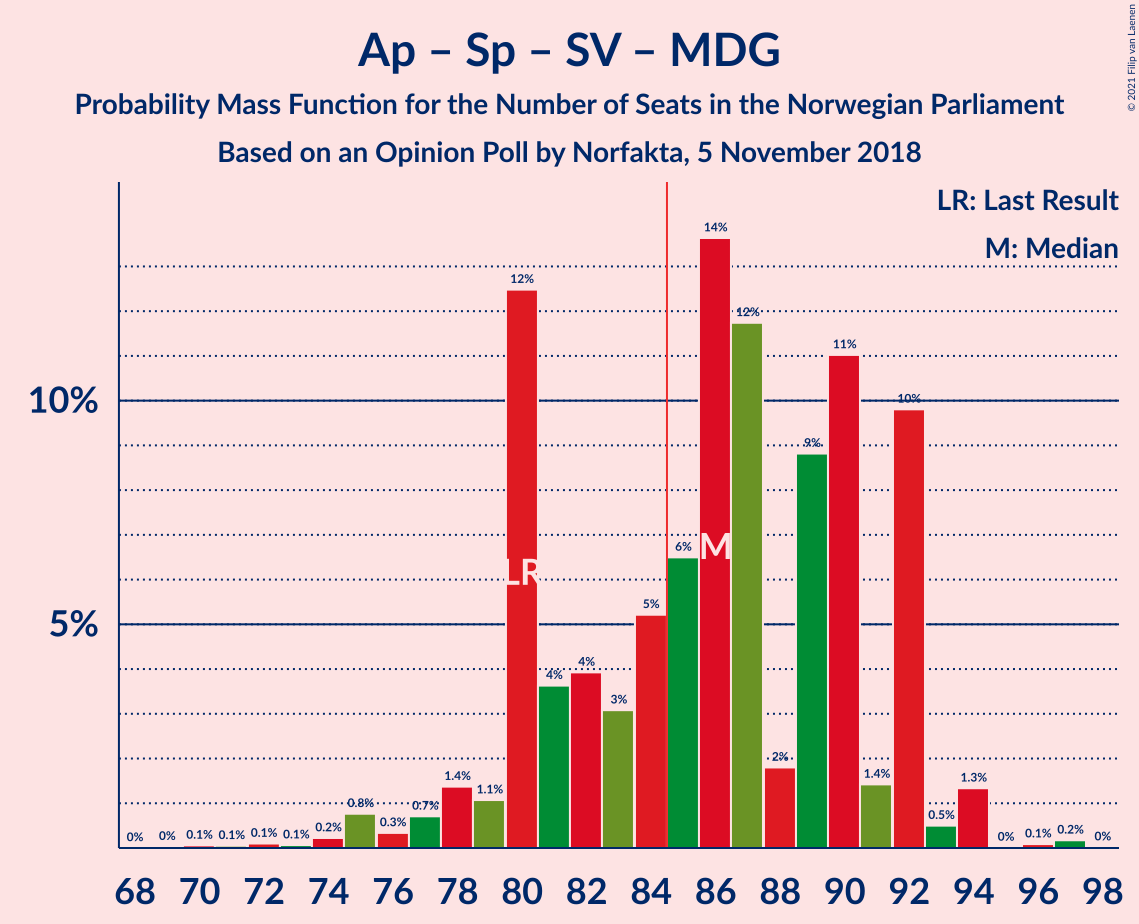 Ap – Sp – SV – MDG
Probability Mass Function for the Number of Seats in the Norwegian Parliament
Based on an Opinion Poll by Norfakta, 5 November 2018
© 2021 Filip van Laenen
LR: Last Result
M: Median
10%
5%
0% 0% 0.1% 0.1% 0.1% 0.1% 0.2% 0.8% 0.3% 0.7% 1.4% 1.1% 12% 4% 4% 3% 5% 6% 14% 12% 2% 9% 11% 1.4% 10% 0.5% 1.3% 0% 0.1% 0.2% 0%
LR M
68 70 72 74 76 78 80 82 84 86 88 90 92 94 96 98